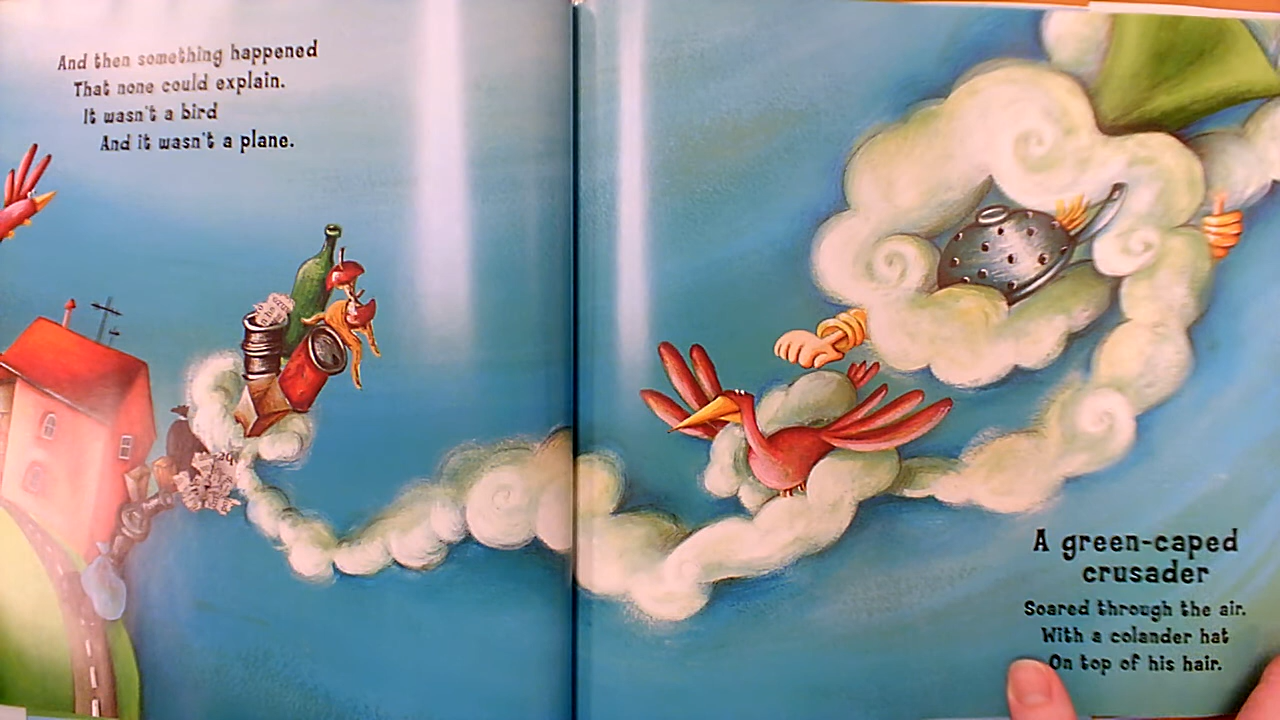 And then something happened
That none could explain.
It wasn't a bird
And it wasn't a plane.
A green-caped
crusader
Soared through the air.
With a colander hat
On top of his hair.